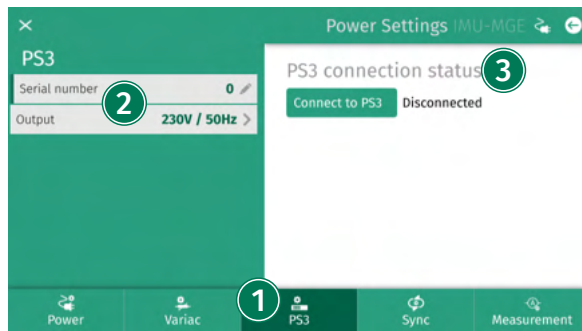 Power Settings IMU-MGE
PS3
Serial number 0
2
Output 230V / 50Hz
PS3 connection status
3
Connect to PS3 Disconnected
1
Power Variac PS3 Sync Measurement